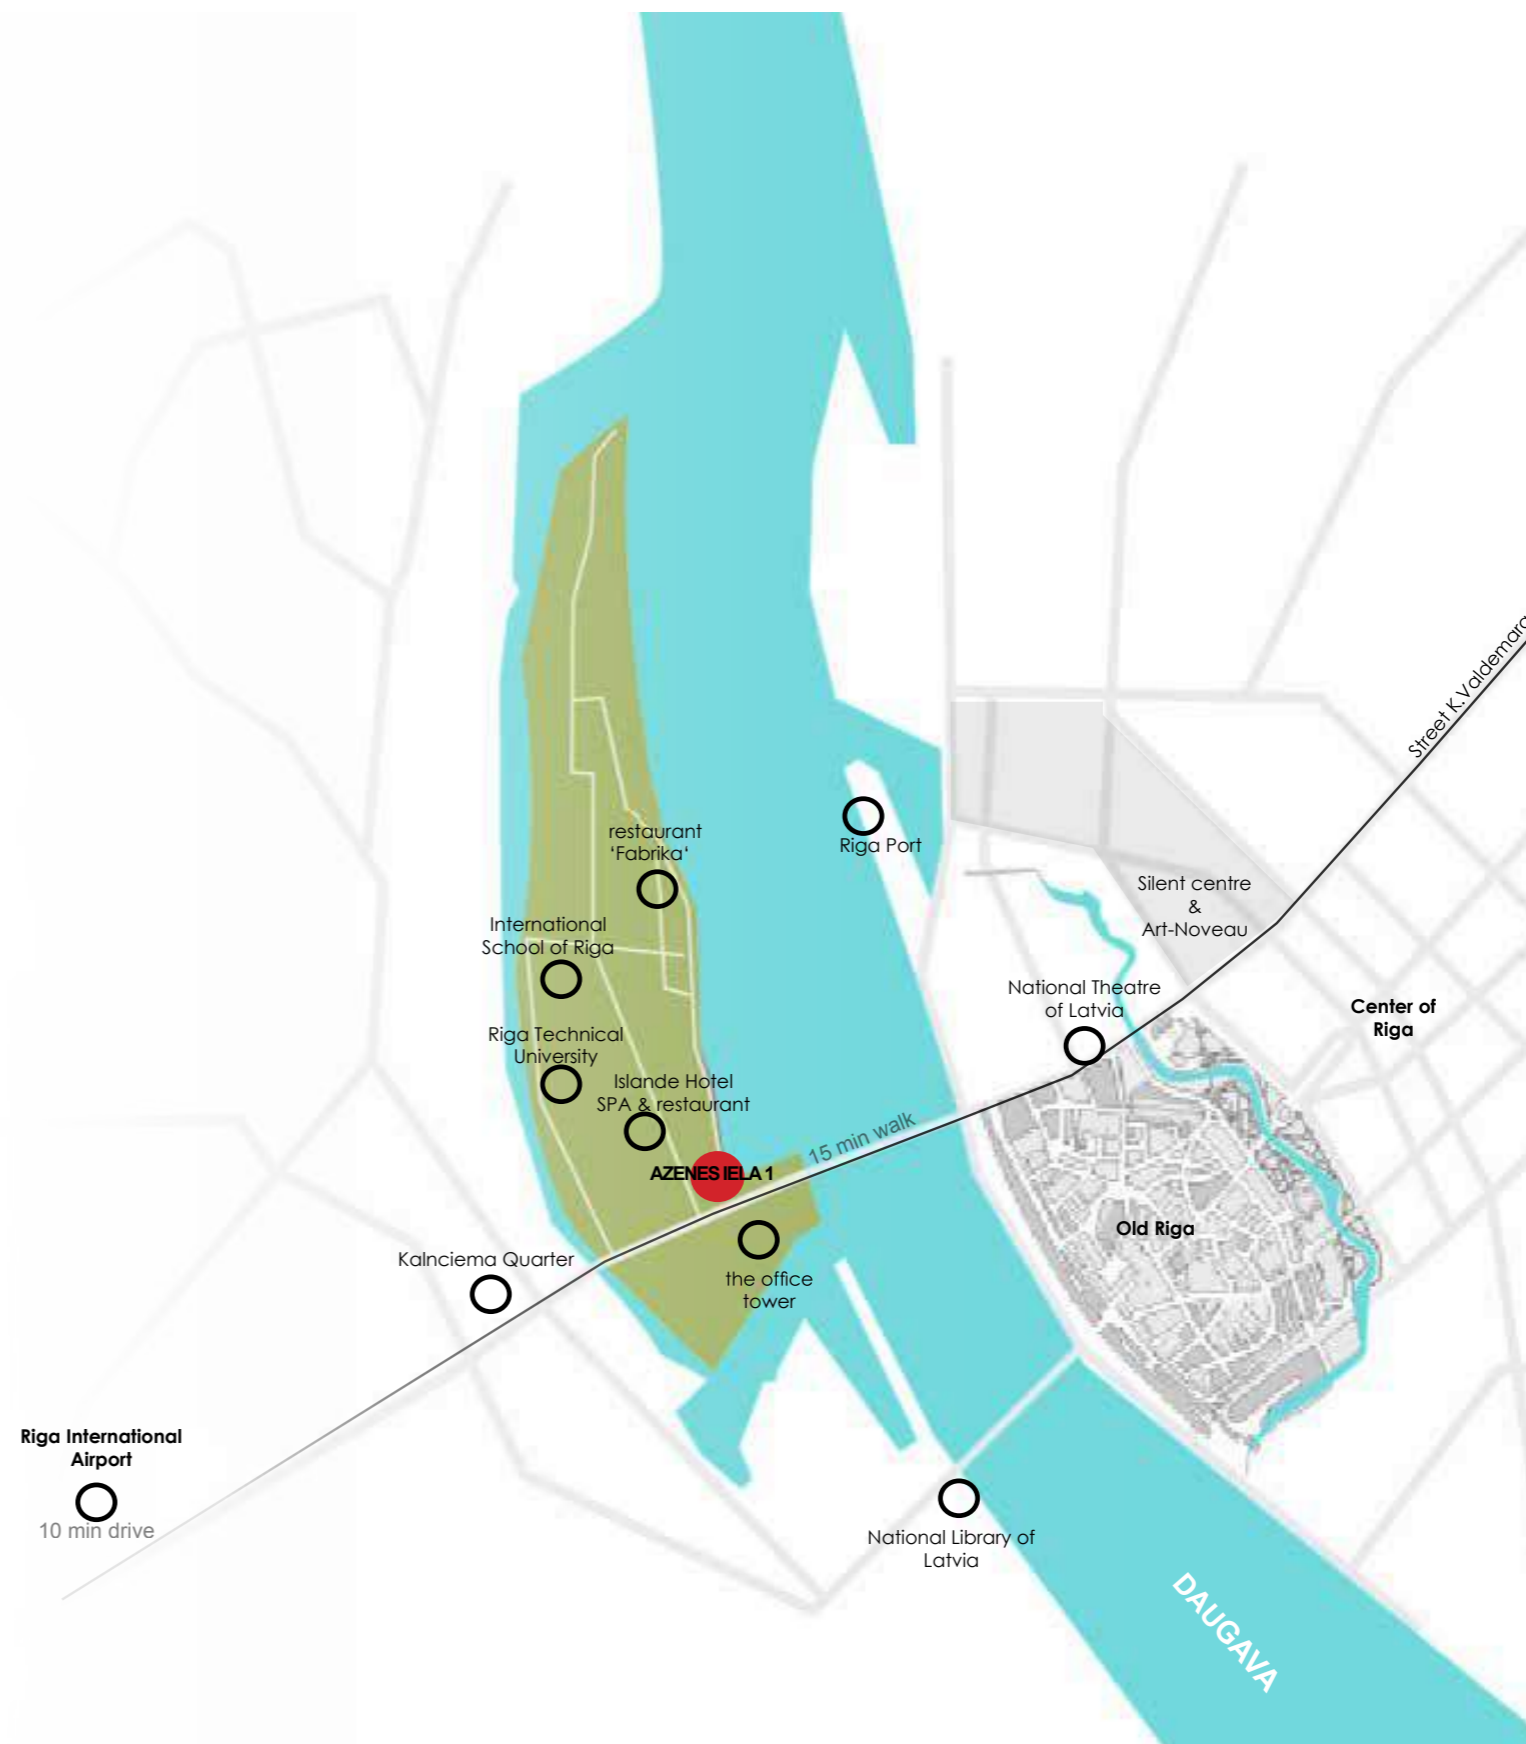 Street K.Valdemara
restaurant
‘Fabrika‘
Riga Port
Silent centre
&
Art-Noveau
International
School of Riga
National Theatre
of Latvia
Center of
Riga
Riga Technical
University
Islande Hotel
SPA & restaurant
15 min walk
AZENES IELA 1
Old Riga
Kalnciema Quarter
the office
tower
Riga International
Airport
10 min drive
National Library of
Latvia
DAUGAVA